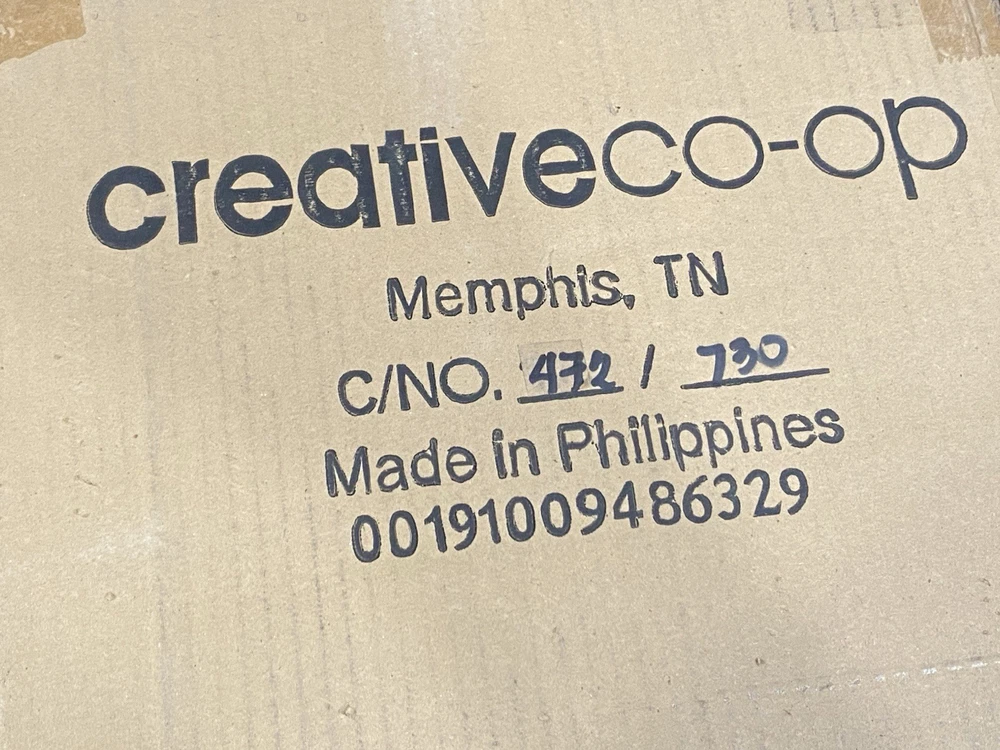 creativeco-op
Memphis, TN
C/NO. 472 / 730
Made in Philippines
00191009486329